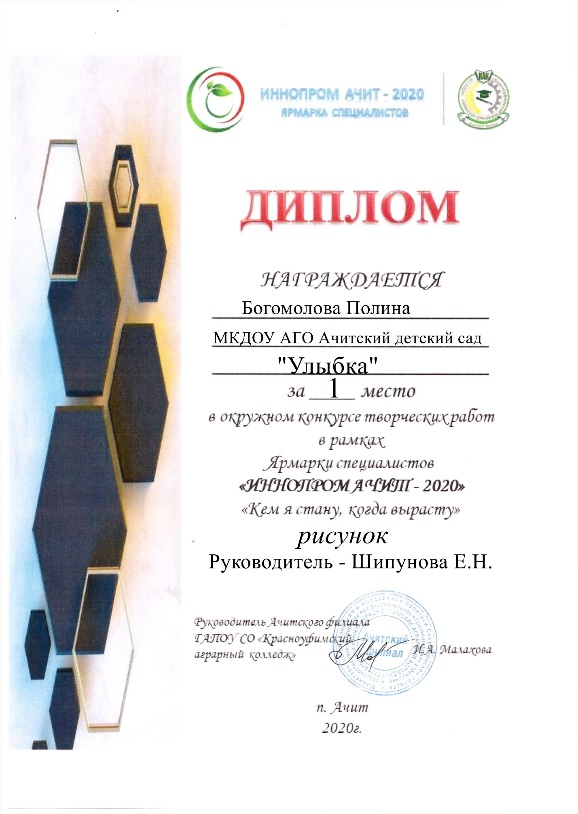 ИННОПРОМ АЧИТ - 2020
ЯРМАРКА СПЕЦИАЛИСТОВ
ДИПЛОМ
НАГРАЖДАЕТСЯ
Богомолова Полина
МКДОУ АГО Ачитский детский сад
"Улыбка"
за 1 место
в окружном конкурсе творческих работ
в рамках
Ярмарки специалистов
«ИННОПРОМ АЧИТ - 2020»
«Кем я стану, когда вырасту»
рисунок
Руководитель - Шипунова Е.Н.
Руководитель Ачитского филиала
ГАПОУ СО «Красноуфимский
аграрный колледж»
Ачитский
филиал
И.А. Малахова
п. Ачит
2020г.